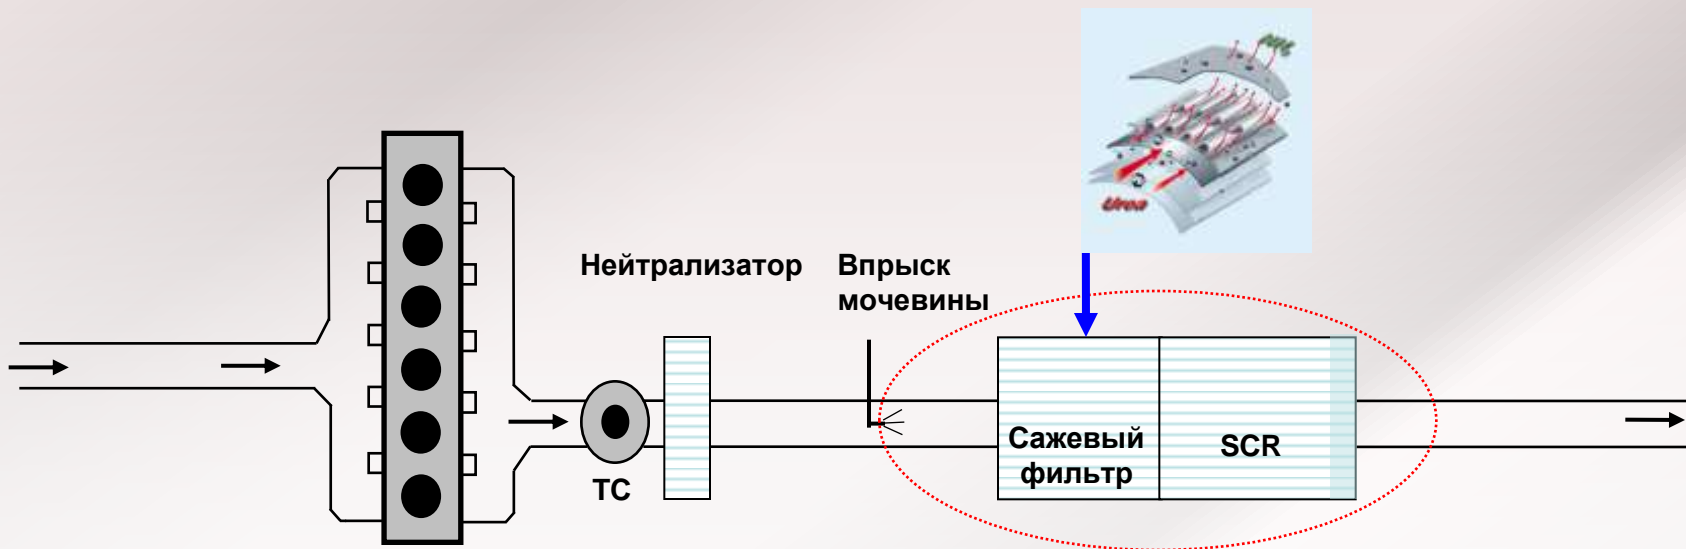 Urea
Нейтрализатор
Впрыск
мочевины
Сажевый
фильтр
SCR
TC